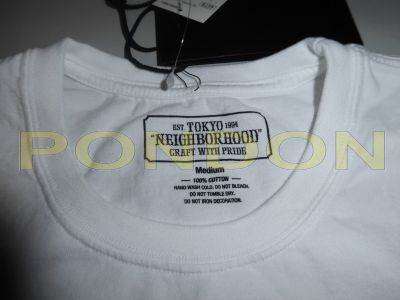 EST. TOKYO 1994
"NEIGHBORHOOD"
CRAFT WITH PRIDE
Medium
100% COTTON
HAND WASH COLD. DO NOT BLEACH.
DO NOT TUMBLE DRY.
DO NOT IRON DECORATION.
POPDON